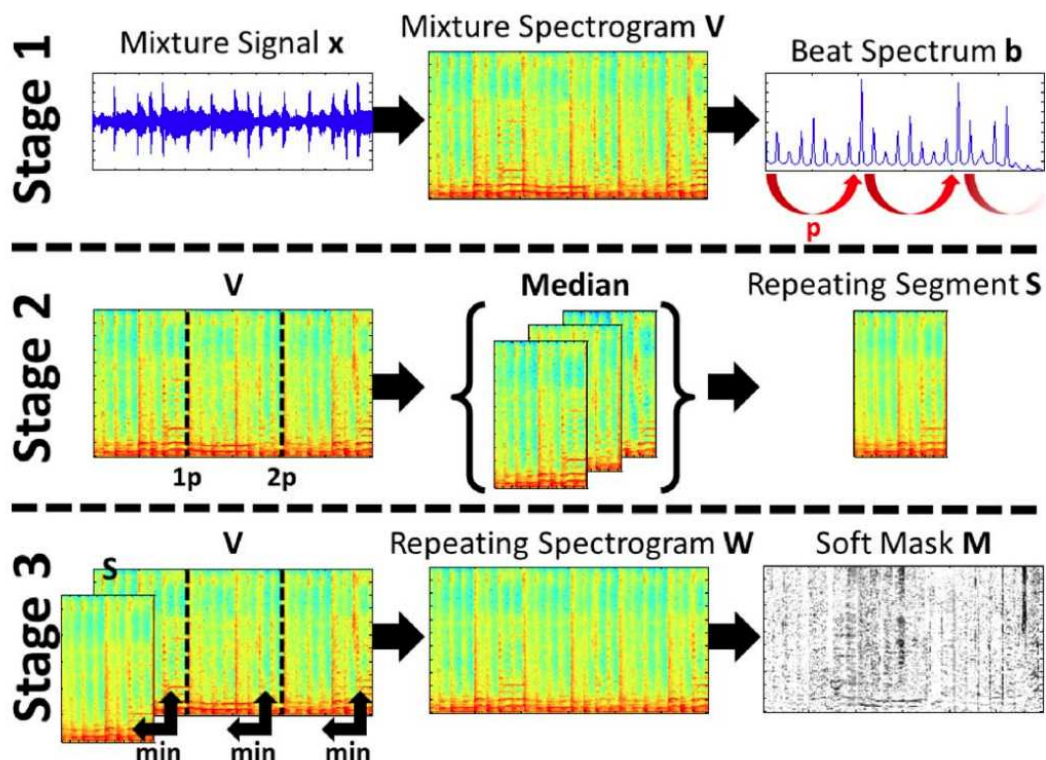 Stage 1
Mixture Signal x
Mixture Spectrogram V
Beat Spectrum b
p
Stage 2
V
Median
Repeating Segment S
1p
2p
Stage 3
S
V
Repeating Spectrogram W
Soft Mask M
min
min
min